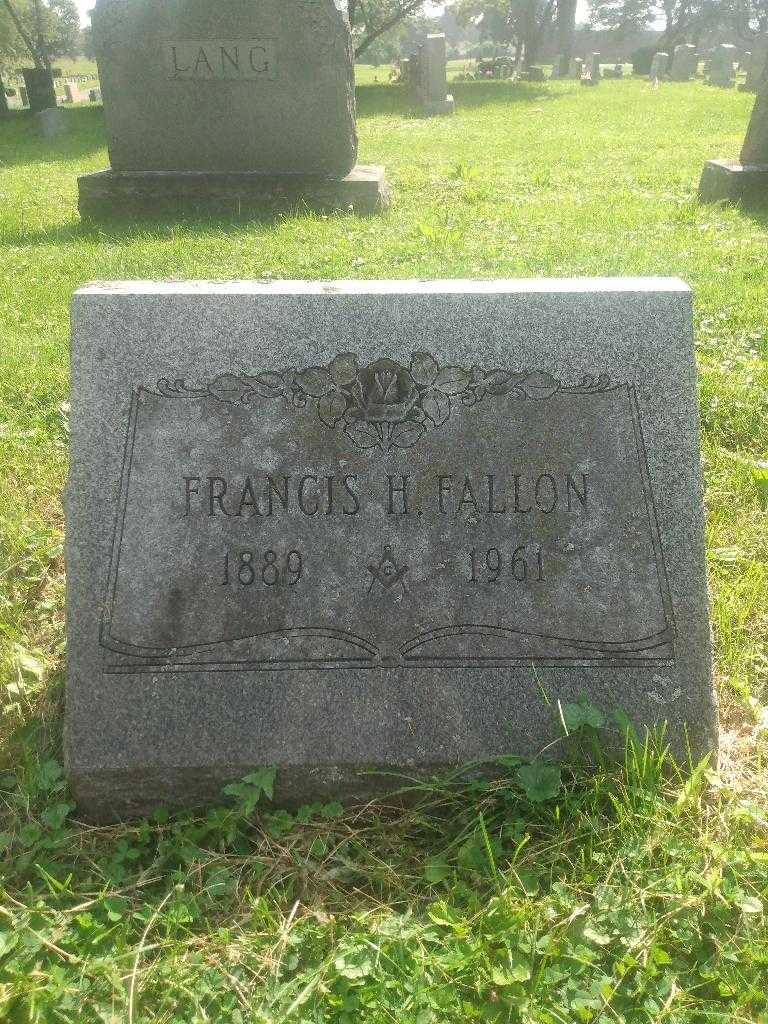 LANG
FRANCIS H. FALLON
1889 G 1961